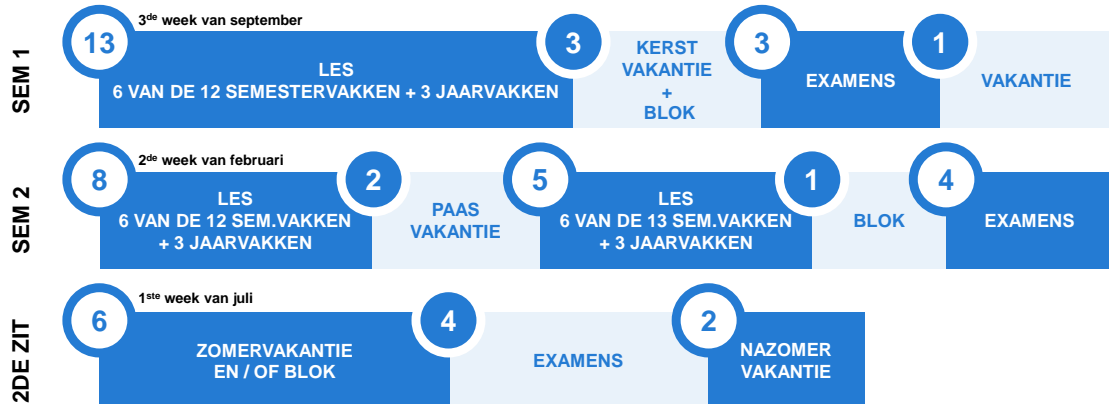 SEM 1
3de week van september
13
LES
6 VAN DE 12 SEMESTERVAKKEN + 3 JAARVAKKEN
3
KERST
VAKANTIE
+
BLOK
3
EXAMENS
1
VAKANTIE
SEM 2
2de week van februari
8
LES
6 VAN DE 12 SEM.VAKKEN
+ 3 JAARVAKKEN
2
PAAS
VAKANTIE
5
LES
6 VAN DE 13 SEM.VAKKEN
+ 3 JAARVAKKEN
1
BLOK
4
EXAMENS
2DE ZIT
1ste week van juli
6
ZOMERVAKANTIE
EN / OF BLOK
4
EXAMENS
2
NAZOMER
VAKANTIE